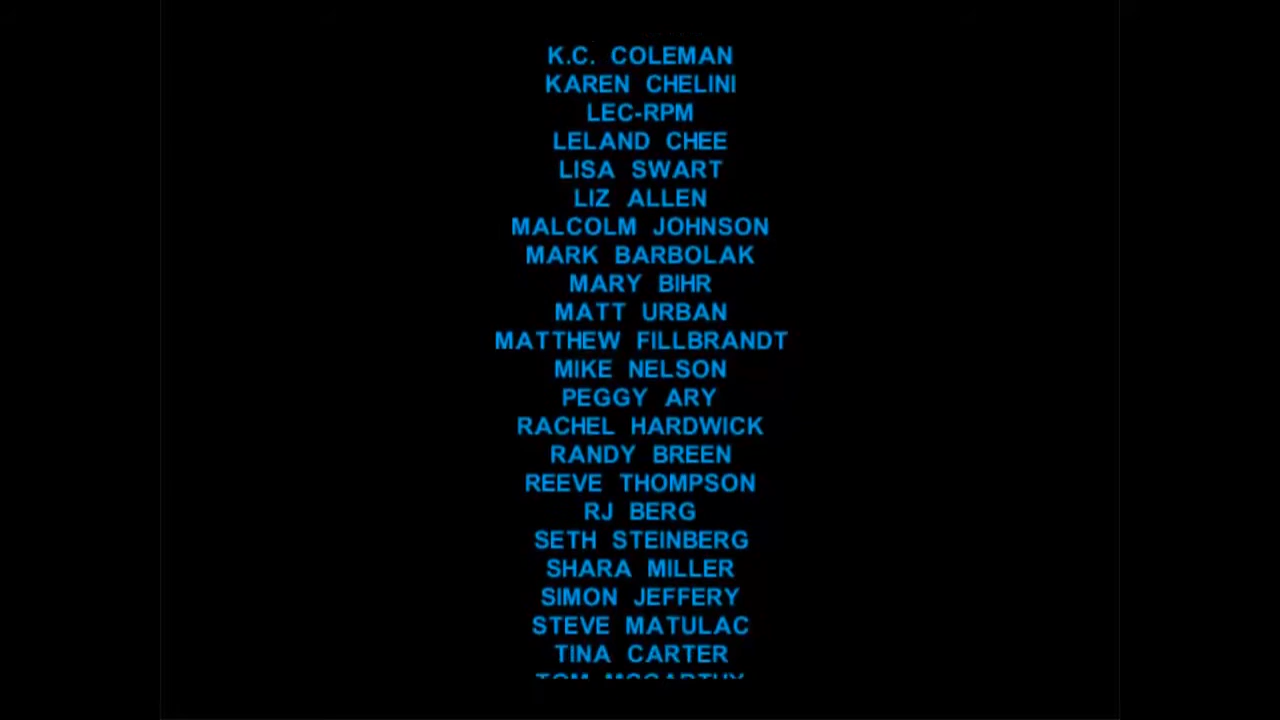 K.C. COLEMAN
KAREN CHELINI
LEC-RPM
LELAND CHEE
LISA SWART
LIZ ALLEN
MALCOLM JOHNSON
MARK BARBOLAK
MARY BIHR
MATT URBAN
MATTHEW FILLBRANDT
MIKE NELSON
PEGGY ARY
RACHEL HARDWICK
RANDY BREEN
REEVE THOMPSON
RJ BERG
SETH STEINBERG
SHARA MILLER
SIMON JEFFERY
STEVE MATULAC
TINA CARTER
TOM MCCARTHY